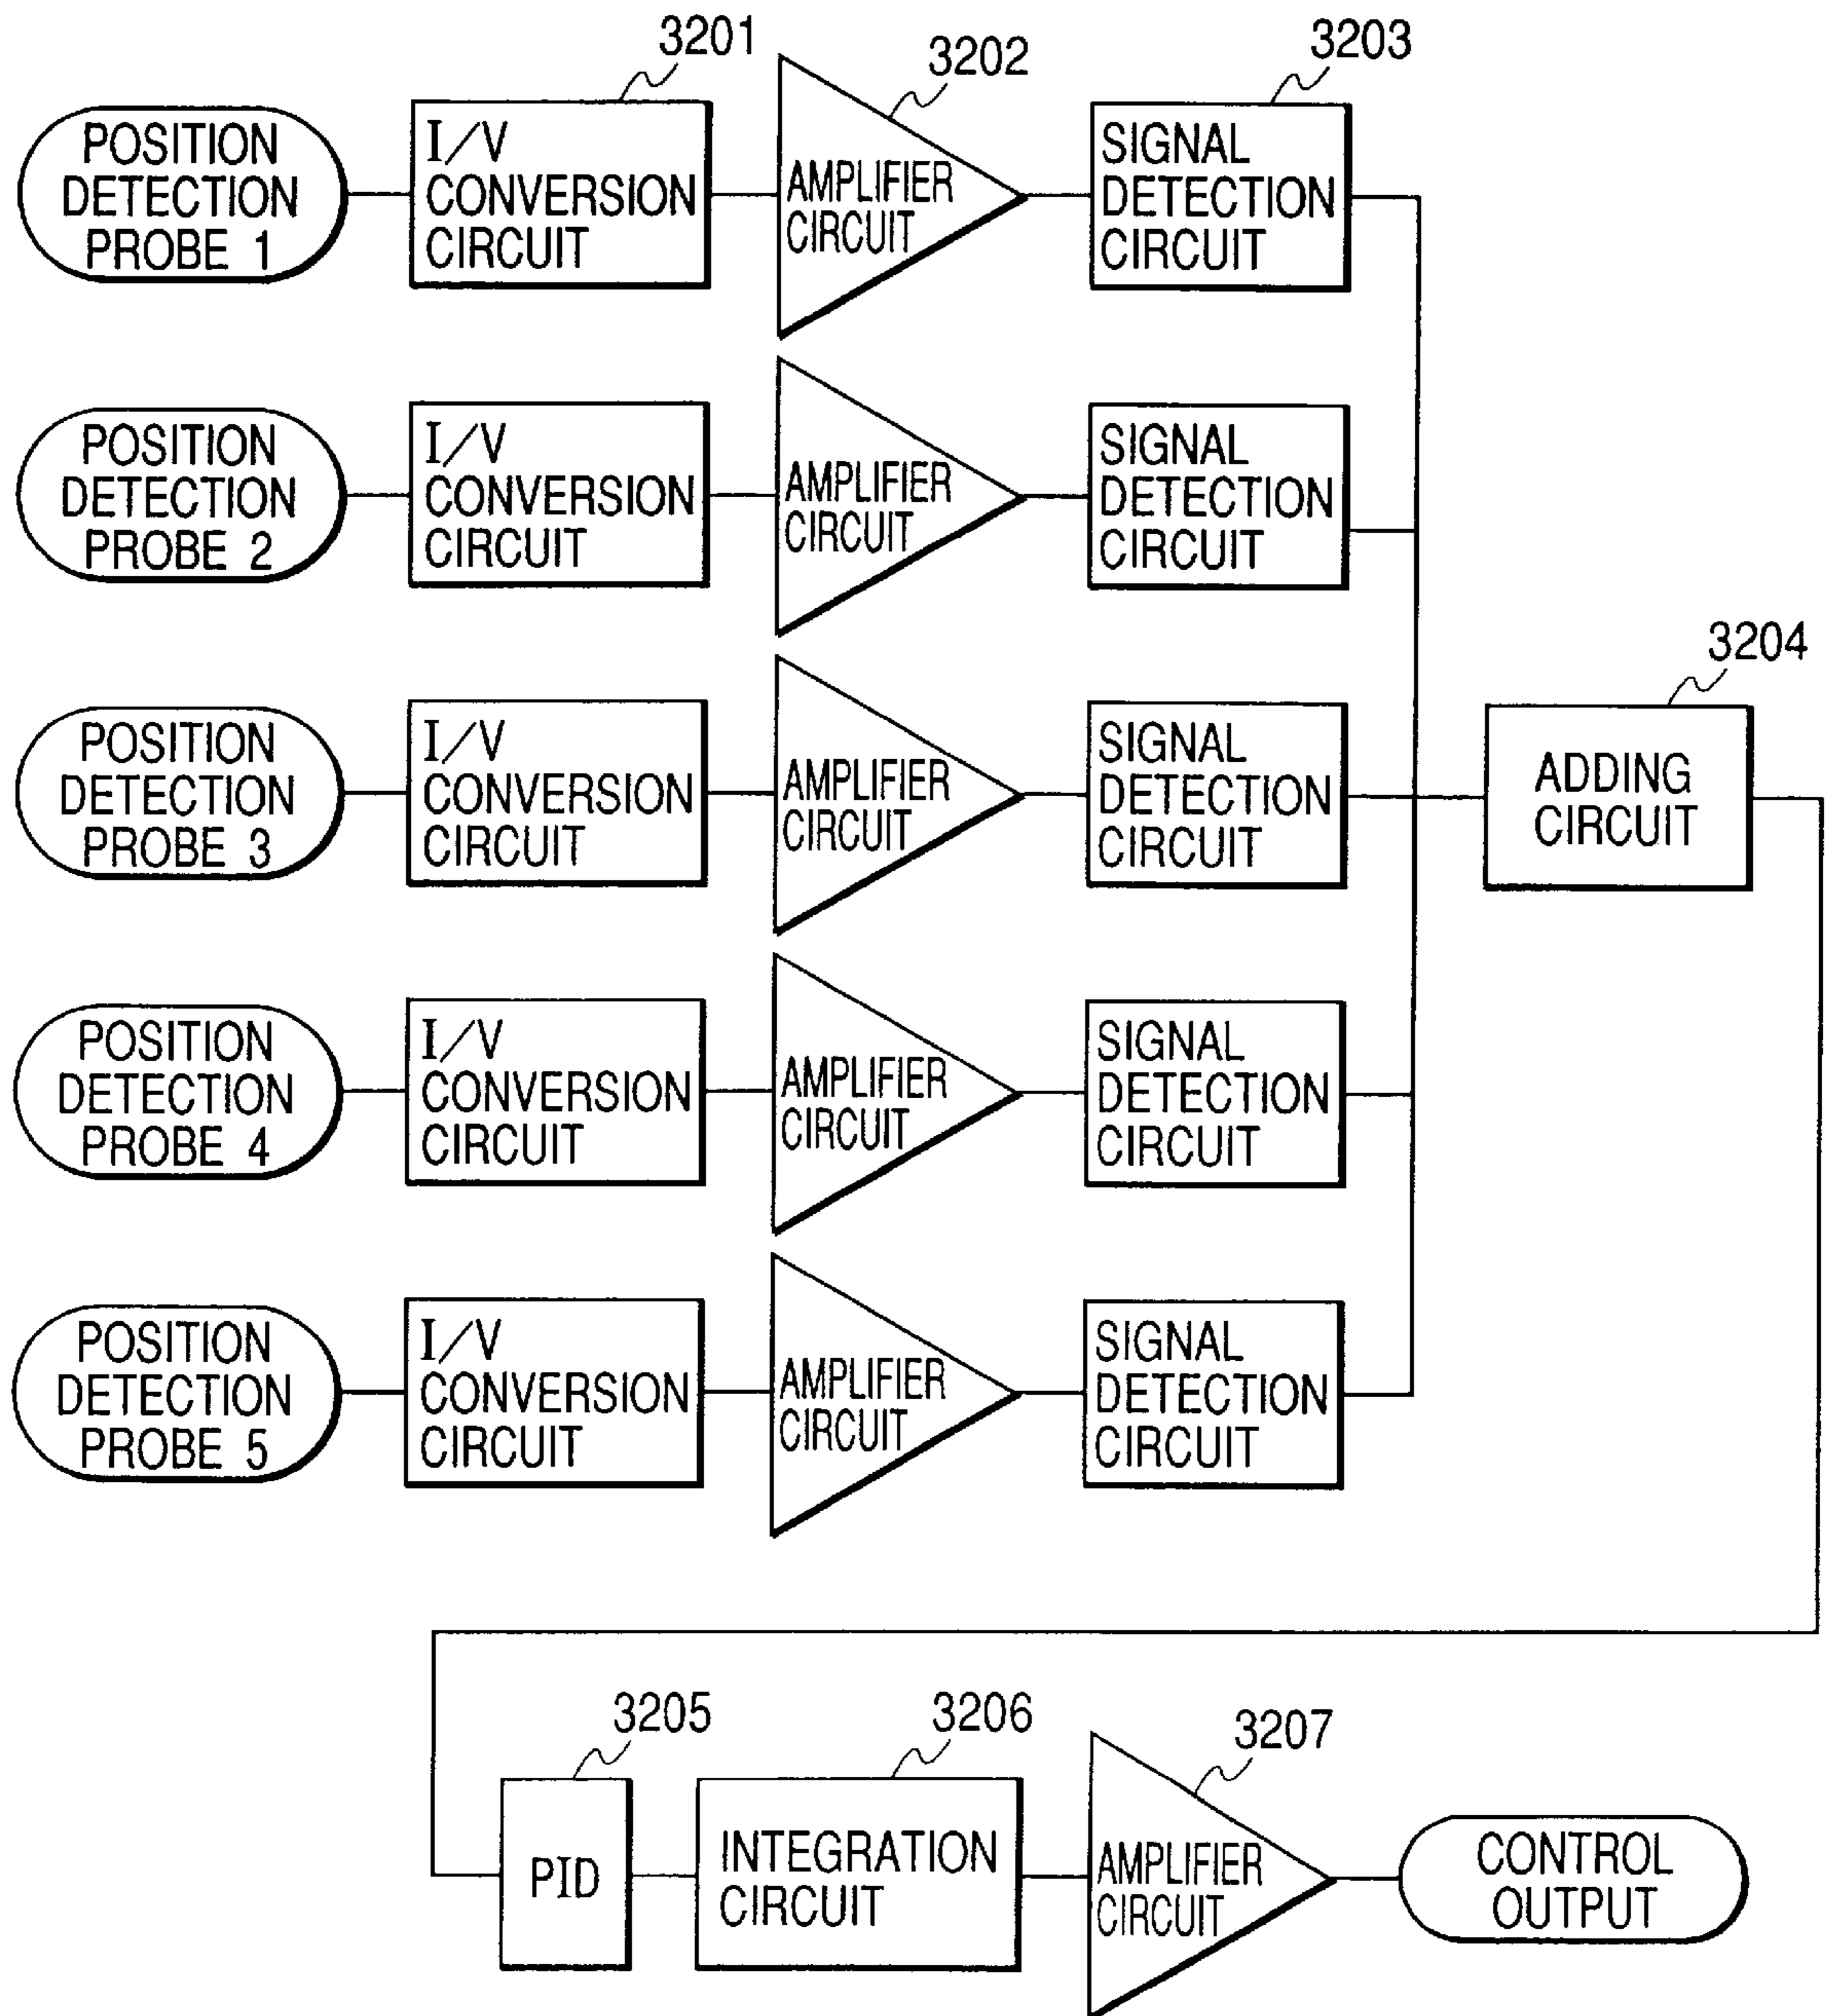 3201
3202
3203
POSITION
DETECTION
PROBE 1
I/V
CONVERSION
CIRCUIT
AMPLIFIER
CIRCUIT
SIGNAL
DETECTION
CIRCUIT
POSITION
DETECTION
PROBE 2
I/V
CONVERSION
CIRCUIT
AMPLIFIER
CIRCUIT
SIGNAL
DETECTION
CIRCUIT
3204
POSITION
DETECTION
PROBE 3
I/V
CONVERSION
CIRCUIT
AMPLIFIER
CIRCUIT
SIGNAL
DETECTION
CIRCUIT
ADDING
CIRCUIT
POSITION
DETECTION
PROBE 4
I/V
CONVERSION
CIRCUIT
AMPLIFIER
CIRCUIT
SIGNAL
DETECTION
CIRCUIT
POSITION
DETECTION
PROBE 5
I/V
CONVERSION
CIRCUIT
AMPLIFIER
CIRCUIT
SIGNAL
DETECTION
CIRCUIT
3205
3206
3207
PID
INTEGRATION
CIRCUIT
AMPLIFIER
CIRCUIT
CONTROL
OUTPUT